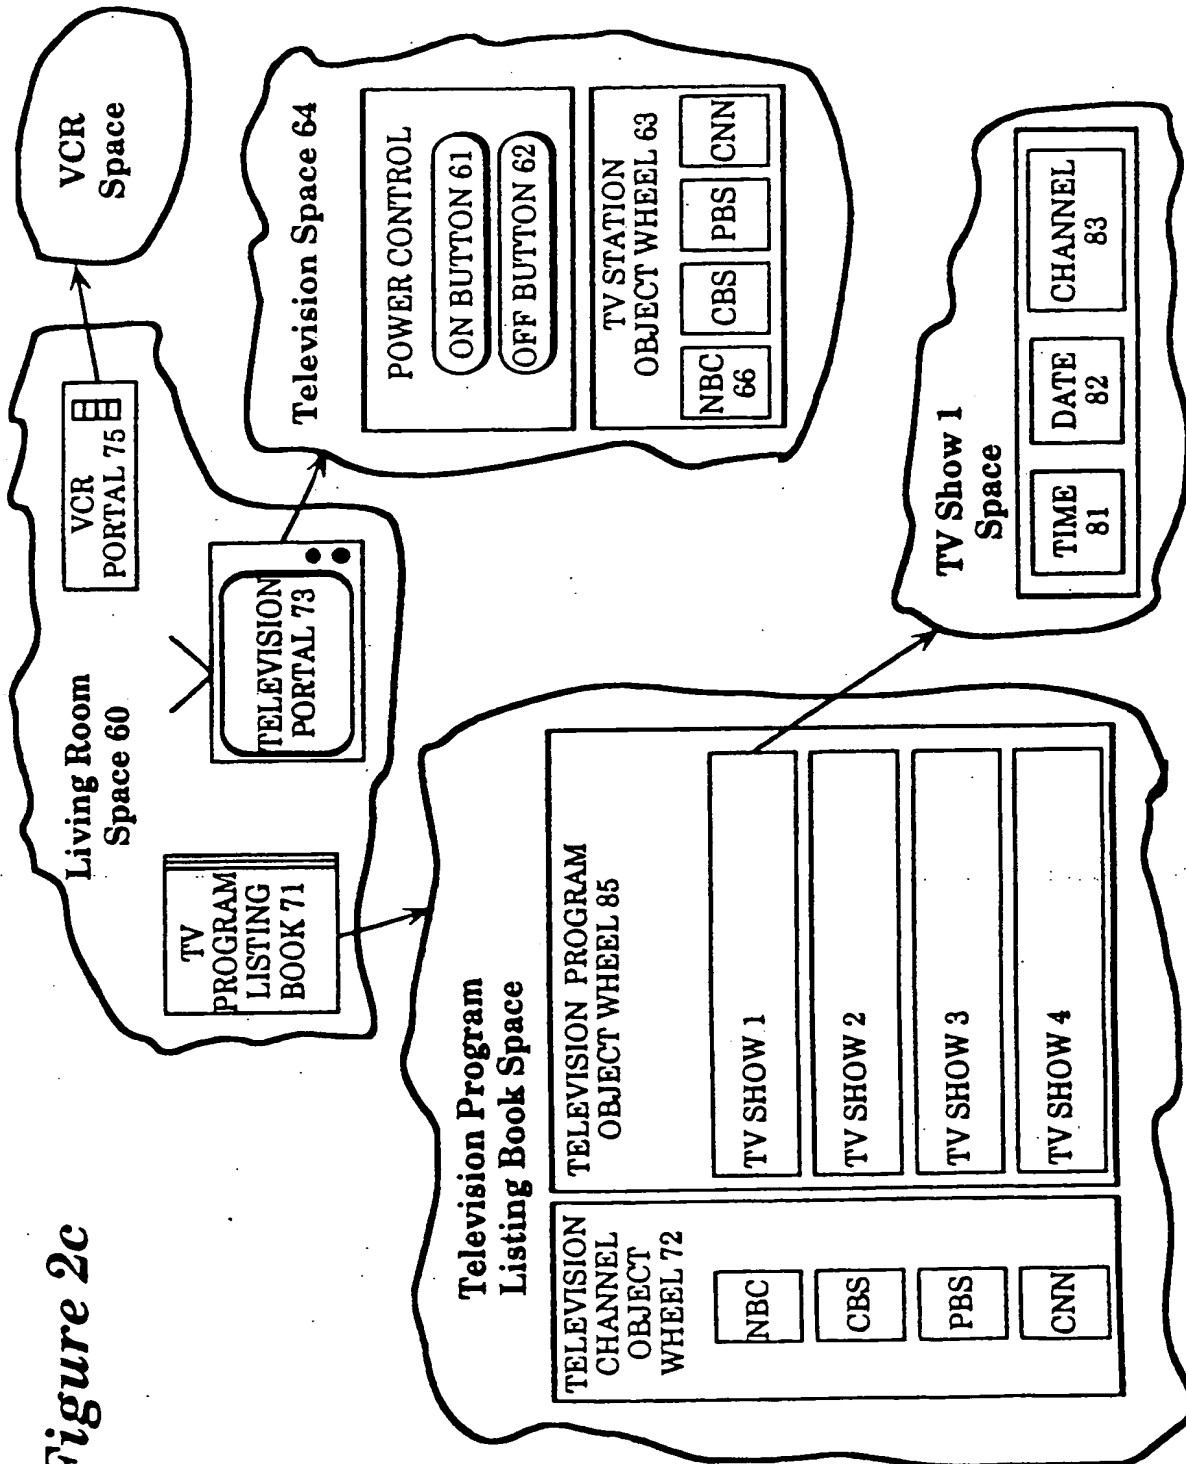 Figure 2c
Living Room
Space 60
TV
PROGRAM
LISTING
BOOK 71
TELEVISION
PORTAL 73
VCR
PORTAL 75
VCR
Space
Television Space 64
POWER CONTROL
ON BUTTON 61
OFF BUTTON 62
TV STATION
OBJECT WHEEL 63
NBC
66
CBS
PBS
CNN
Television Program
Listing Book Space
TELEVISION
CHANNEL
OBJECT
WHEEL 72
NBC
CBS
PBS
CNN
TELEVISION PROGRAM
OBJECT WHEEL 85
TV SHOW 1
TV SHOW 2
TV SHOW 3
TV SHOW 4
TV Show 1
Space
TIME
81
DATE
82
CHANNEL
83